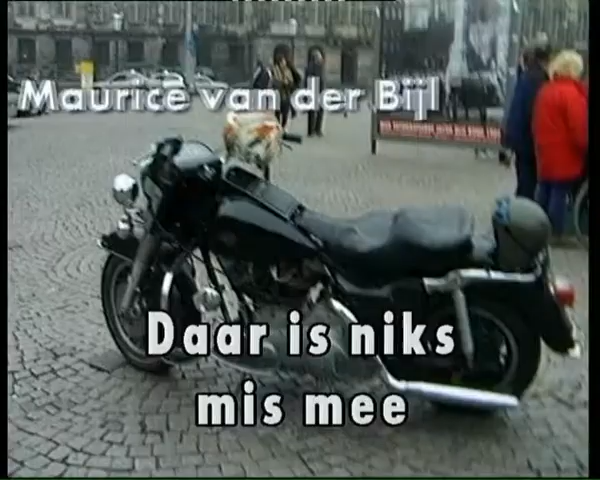 Maurice van der Bijl
Daar is niks
mis mee